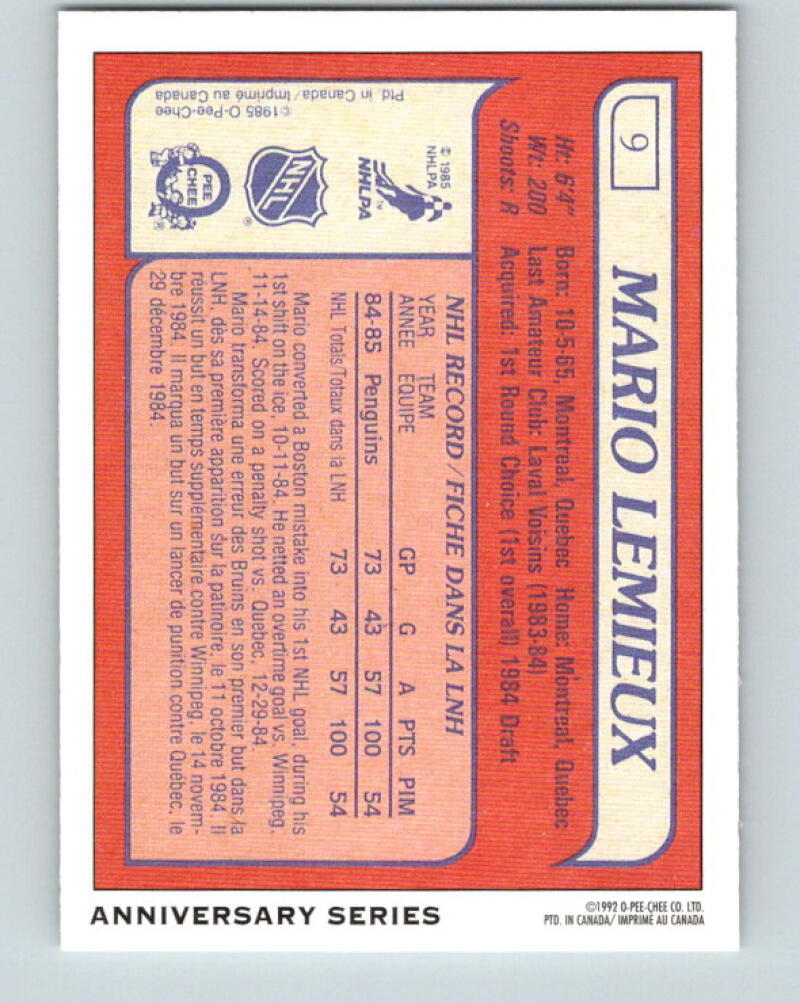 9
MARIO LEMIEUX
Ht: 6'4" Born: 10-5-65, Montreal, Quebec Home: Montreal, Quebec
Wt: 200 Last Amateur Club: Laval Voisins (1983-84)
Shoots: R Acquired: 1st Round Choice (1st overall) 1984 Draft
NHL RECORD/FICHE DANS LA LNH
YEAR TEAM
ANNÉE ÉQUIPE GP G A PTS PIM
84-85 Penguins 73 43 57 100 54
NHL Totals/Totaux dans la LNH 73 43 57 100 54
Mario converted a Boston mistake into his 1st NHL goal, during his
1st shift on the ice, 10-11-84. He netted an overtime goal vs. Winnipeg,
11-14-84. Scored on a penalty shot vs. Quebec, 12-29-84.
Mario transforma une erreur des Bruins en son premier but dans la
LNH, dès sa première apparition sur la patinoire, le 11 octobre 1984. Il
réussit un but en temps supplémentaire contre Winnipeg, le 14 novem-
bre 1984. Il marqua un but sur un lancer de punition contre Québec, le
29 décembre 1984.
© 1985
NHLPA
NHLPA™
NHL®
O
PEE
CHEE
®
©1985 O-Pee-Chee
Ptd. in Canada/Imprimé au Canada
ANNIVERSARY SERIES
©1992 O-PEE-CHEE CO. LTD.
PTD. IN CANADA/ IMPRIMÉ AU CANADA